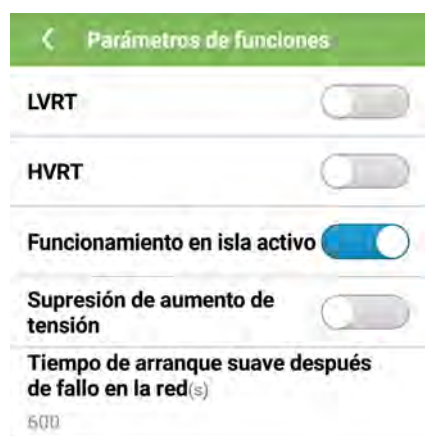 Parámetros de funciones
LVRT
HVRT
Funcionamiento en isla activo
Supresión de aumento de
tensión
Tiempo de arranque suave después
de fallo en la red(s)
600